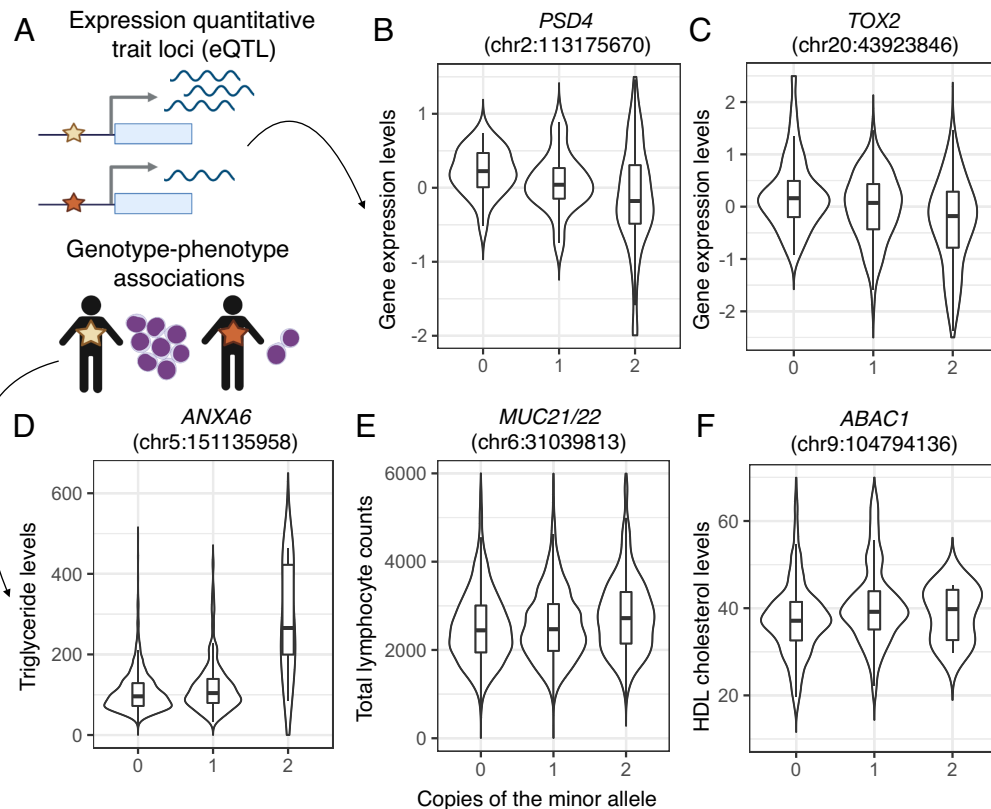 A
Expression quantitative
trait loci (eQTL)
Genotype-phenotype
associations
B
PSD4
(chr2:113175670)
Gene expression levels
1
0
-1
-2
0 1 2
C
TOX2
(chr20:43923846)
Gene expression levels
2
1
0
-1
-2
0 1 2
D
ANXA6
(chr5:151135958)
Triglyceride levels
600
400
200
0
0 1 2
E
MUC21/22
(chr6:31039813)
Total lymphocyte counts
6000
4000
2000
0
0 1 2
Copies of the minor allele
F
ABAC1
(chr9:104794136)
HDL cholesterol levels
60
40
20
0 1 2